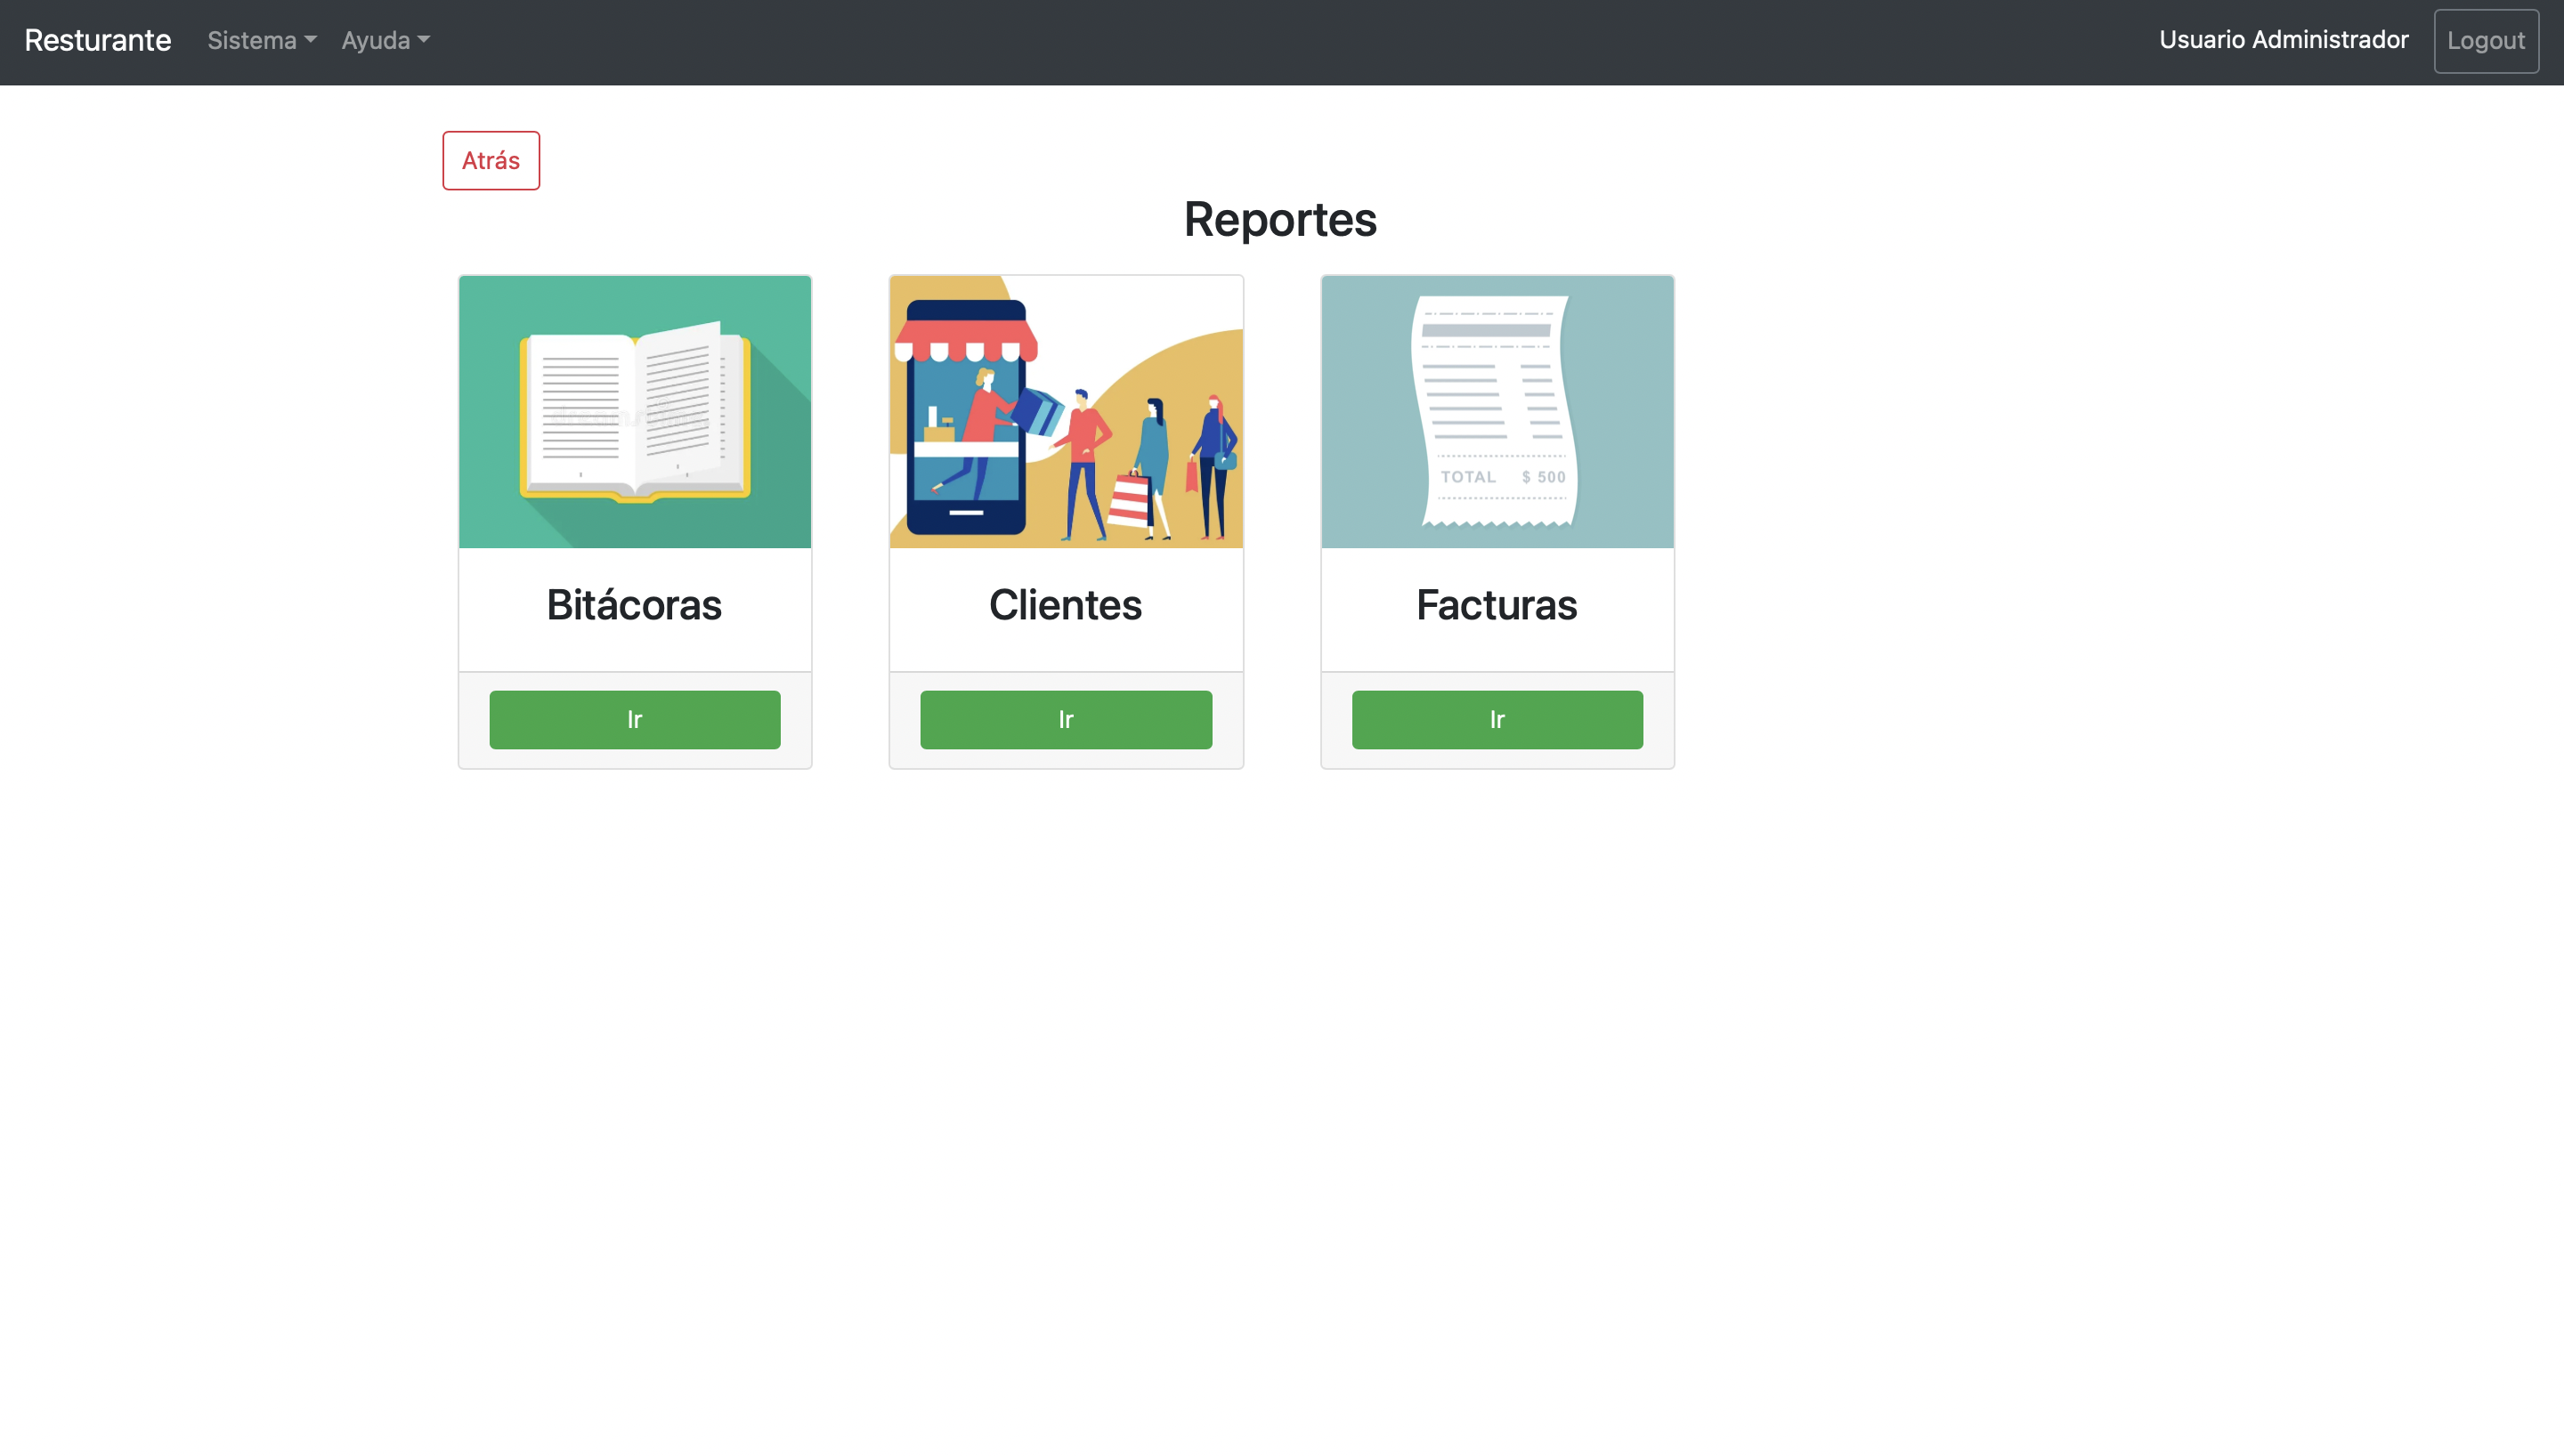 Resturante Sistema Ayuda Usuario Administrador Logout
Atrás
Reportes
TOTAL $ 500
Bitácoras Clientes Facturas
Ir Ir Ir